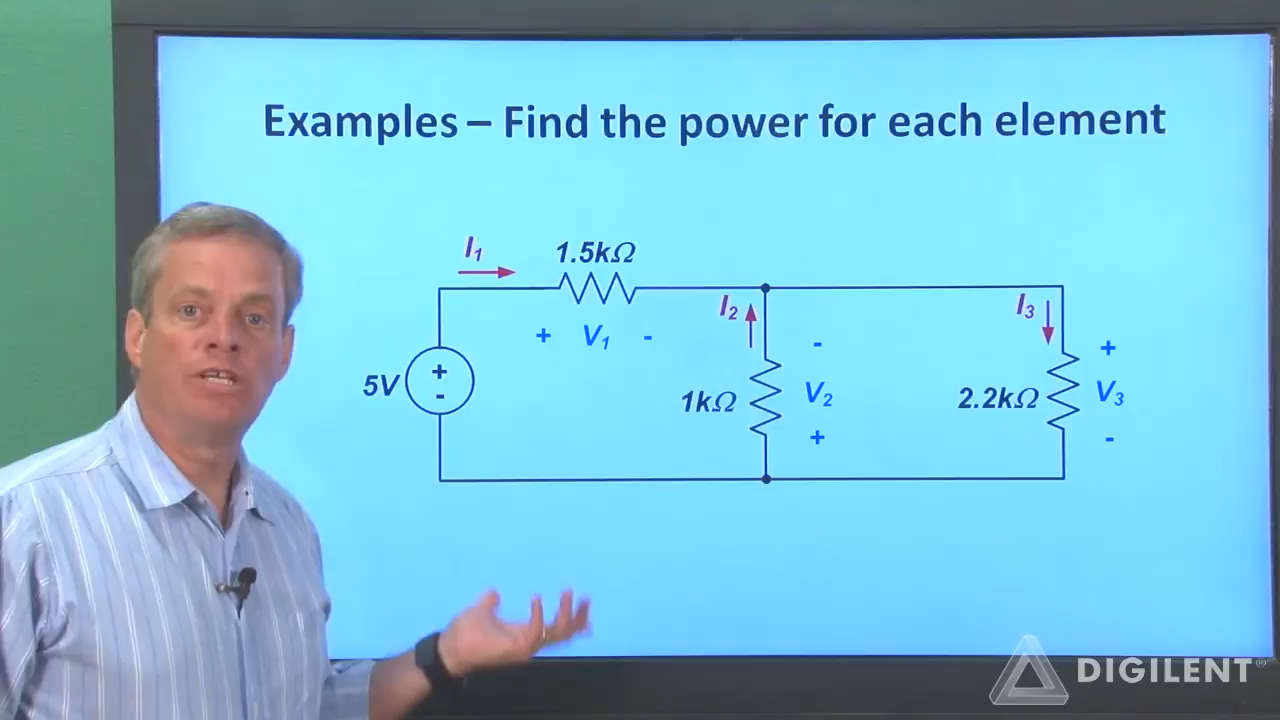 Examples – Find the power for each element
I₁
1.5kΩ
+ V₁ -
I₂
I₃
5V
+
-
1kΩ
-
V₂
+
2.2kΩ
+
V₃
-
DIGILENT®